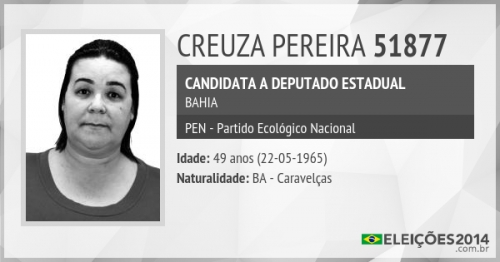 CREUZA PEREIRA 51877
CANDIDATA A DEPUTADO ESTADUAL
BAHIA
PEN - Partido Ecológico Nacional
Idade: 49 anos (22-05-1965)
Naturalidade: BA - Caravelças
ELEIÇÕES2014
.com.br